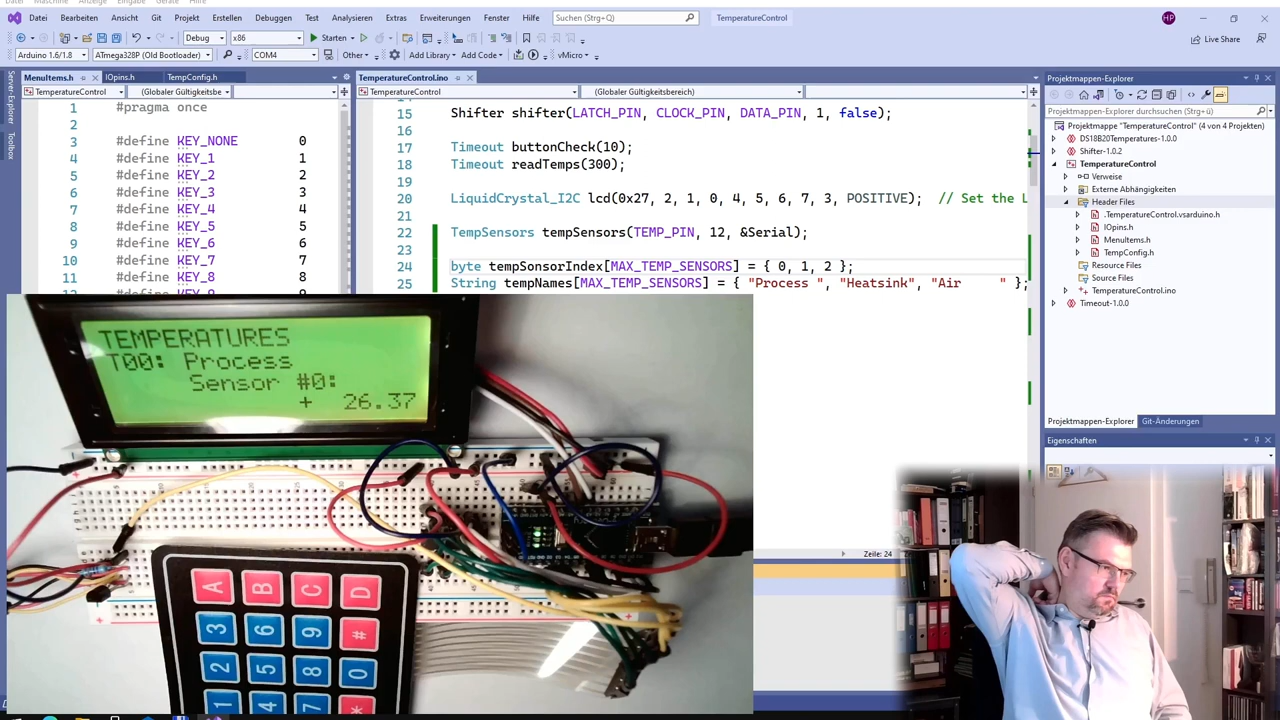 Datei Bearbeiten Ansicht Git Projekt Erstellen Debuggen Test Analysieren Extras Erweiterungen Fenster Hilfe Suchen (Strg+Q) TemperatureControl HP
Debug x86 Starten Live Share
Arduino 1.6/1.8 ATmega328P (Old Bootloader) COM4 Other Add Library Add Code vMicro
Server-Explorer
Toolbox
MenuItems.h IOpins.h TempConfig.h
TemperatureControl (Globaler Gültigkeitsbe
1 #pragma once
2
3 #define KEY_NONE 0
4 #define KEY_1 1
5 #define KEY_2 2
6 #define KEY_3 3
7 #define KEY_4 4
8 #define KEY_5 5
9 #define KEY_6 6
10 #define KEY_7 7
11 #define KEY_8 8
12
TemperatureControl.ino
TemperatureControl (Globaler Gültigkeitsbereich)
15 Shifter shifter(LATCH_PIN, CLOCK_PIN, DATA_PIN, 1, false);
16
17 Timeout buttonCheck(10);
18 Timeout readTemps(300);
19
20 LiquidCrystal_I2C lcd(0x27, 2, 1, 0, 4, 5, 6, 7, 3, POSITIVE); // Set the L
21
22 TempSensors tempSensors(TEMP_PIN, 12, &Serial);
23
24 byte tempSonsorIndex[MAX_TEMP_SENSORS] = { 0, 1, 2 };
25 String tempNames[MAX_TEMP_SENSORS] = { "Process ", "Heatsink", "Air     " };
Zeile: 24
Projektmappen-Explorer
Projektmappen-Explorer durchsuchen (Strg+ü)
Projektmappe "TemperatureControl" (4 von 4 Projekten)
DS18B20Temperatures-1.0.0
Shifter-1.0.2
TemperatureControl
Verweise
Externe Abhängigkeiten
Header Files
.TemperatureControl.vsarduino.h
IOpins.h
MenuItems.h
TempConfig.h
Resource Files
Source Files
TemperatureControl.ino
Timeout-1.0.0
Projektmappen-Explorer Git-Änderungen
Eigenschaften
TEMPERATURES
T00: Process
Sensor #0:
+ 26.37
A B C D
3 6 9 #
2 5 8 0
1 4 7 *